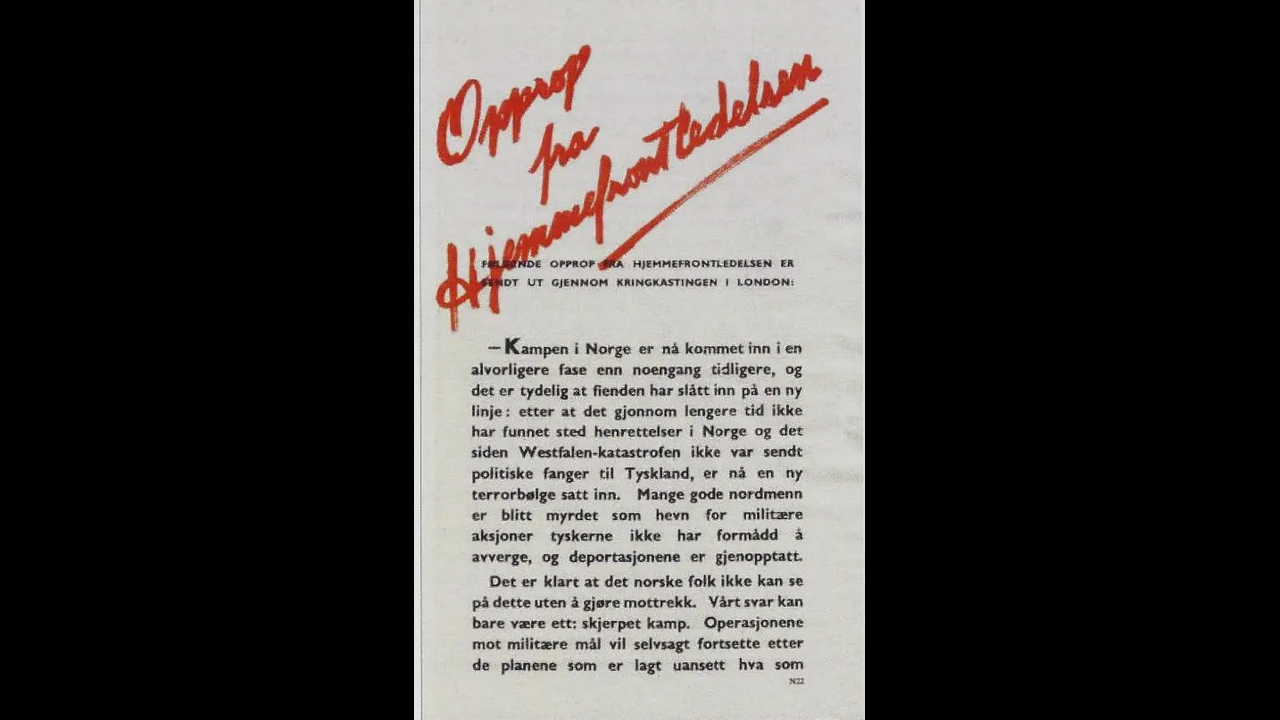 Opprop
fra
Hjemmefrontledelsen
FØLGENDE OPPROP FRA HJEMMEFRONTLEDELSEN ER
SENDT UT GJENNOM KRINGKASTINGEN I LONDON:
—Kampen i Norge er nå kommet inn i en
alvorligere fase enn noengang tidligere, og
det er tydelig at fienden har slått inn på en ny
linje: etter at det gjonnom lengere tid ikke
har funnet sted henrettelser i Norge og det
siden Westfalen-katastrofen ikke var sendt
politiske fanger til Tyskland, er nå en ny
terrorbølge satt inn. Mange gode nordmenn
er blitt myrdet som hevn for militære
aksjoner tyskerne ikke har formådd å
avverge, og deportasjonene er gjenopptatt.
Det er klart at det norske folk ikke kan se
på dette uten å gjøre mottrekk. Vårt svar kan
bare være ett: skjerpet kamp. Operasjonene
mot militære mål vil selvsagt fortsette etter
de planene som er lagt uansett hva som
N22